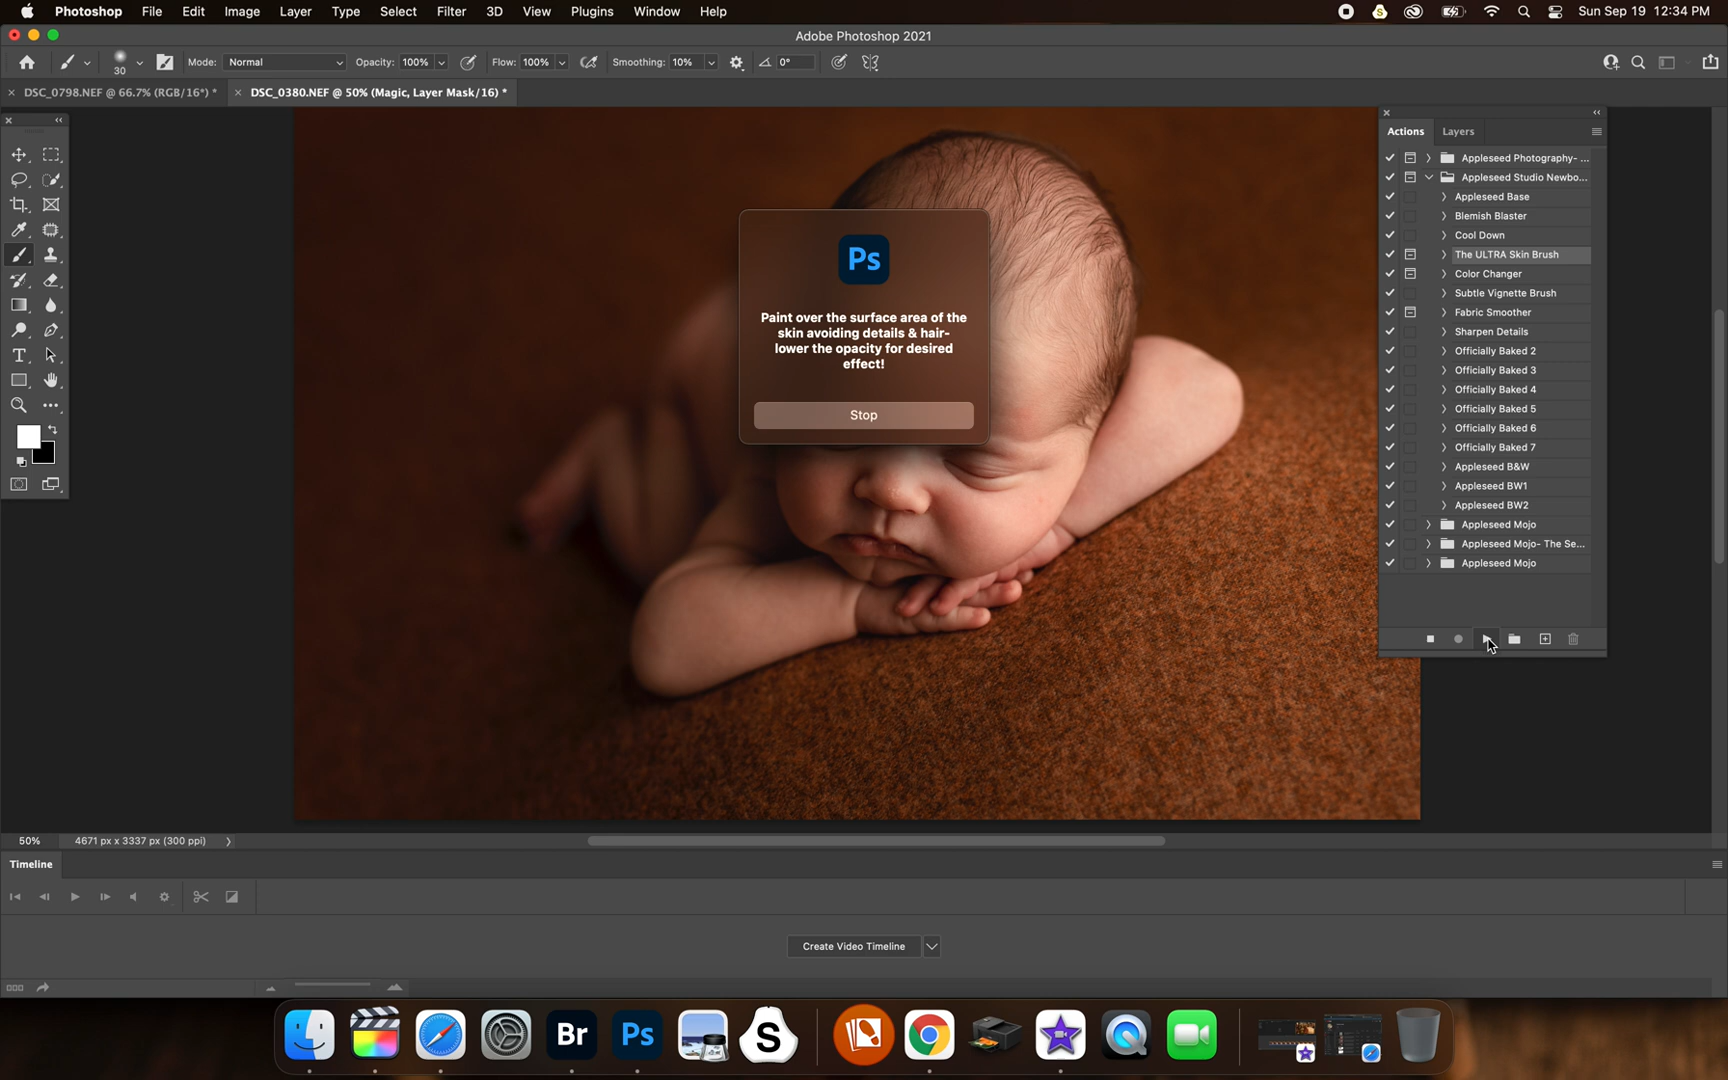 Photoshop File Edit Image Layer Type Select Filter 3D View Plugins Window Help Sun Sep 19 12:34 PM
Adobe Photoshop 2021
30 Mode: Normal Opacity: 100% Flow: 100% Smoothing: 10% 0°
DSC_0798.NEF @ 66.7% (RGB/16*) * DSC_0380.NEF @ 50% (Magic, Layer Mask/16) *
Actions Layers
Appleseed Photography- ...
Appleseed Studio Newbo...
Appleseed Base
Blemish Blaster
Cool Down
The ULTRA Skin Brush
Color Changer
Subtle Vignette Brush
Fabric Smoother
Sharpen Details
Officially Baked 2
Officially Baked 3
Officially Baked 4
Officially Baked 5
Officially Baked 6
Officially Baked 7
Appleseed B&W
Appleseed BW1
Appleseed BW2
Appleseed Mojo
Appleseed Mojo- The Se...
Appleseed Mojo
Ps
Paint over the surface area of the
skin avoiding details & hair-
lower the opacity for desired
effect!
Stop
50% 4671 px x 3337 px (300 ppi)
Timeline
Create Video Timeline
Br Ps S